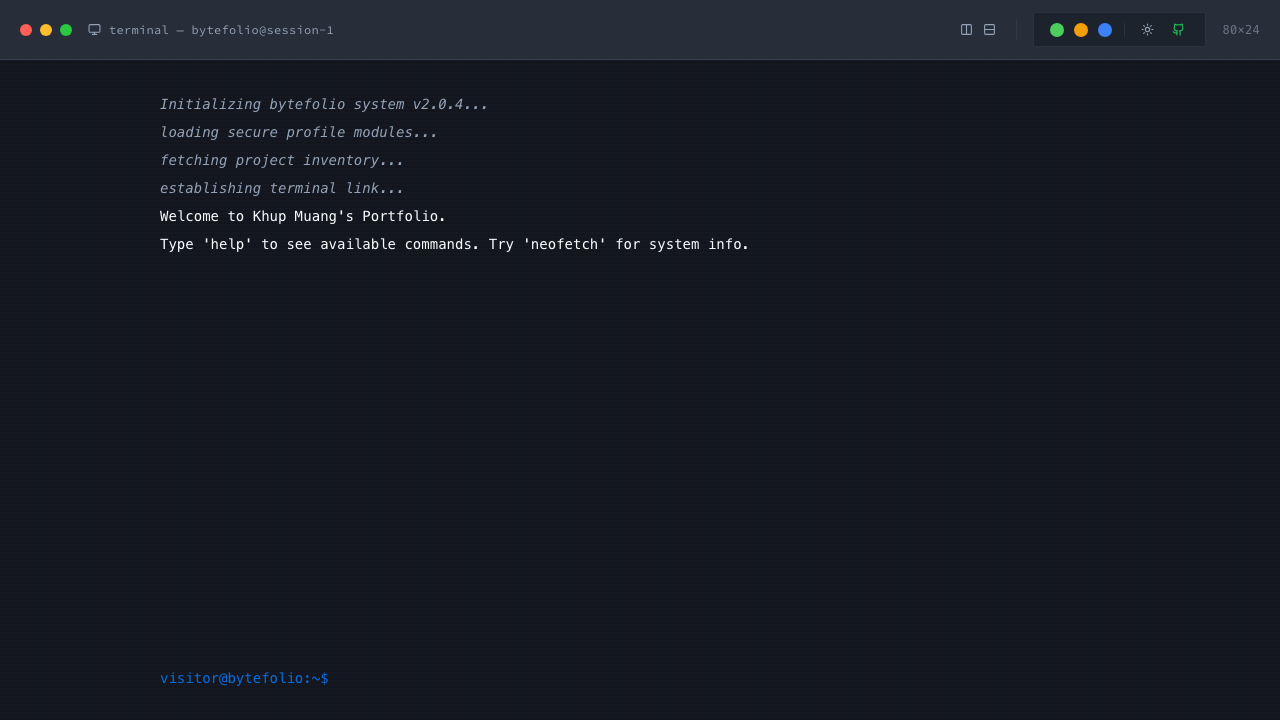 terminal — bytefolio@session-1
80×24
Initializing bytefolio system v2.0.4...
loading secure profile modules...
fetching project inventory...
establishing terminal link...
Welcome to Khup Muang's Portfolio.
Type 'help' to see available commands. Try 'neofetch' for system info.
visitor@bytefolio:~$